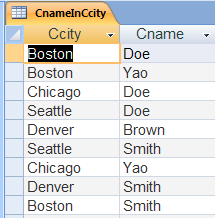 CnameInCcity
Ccity Cname
Boston Doe
Boston Yao
Chicago Doe
Seattle Doe
Denver Brown
Seattle Smith
Chicago Yao
Denver Smith
Boston Smith